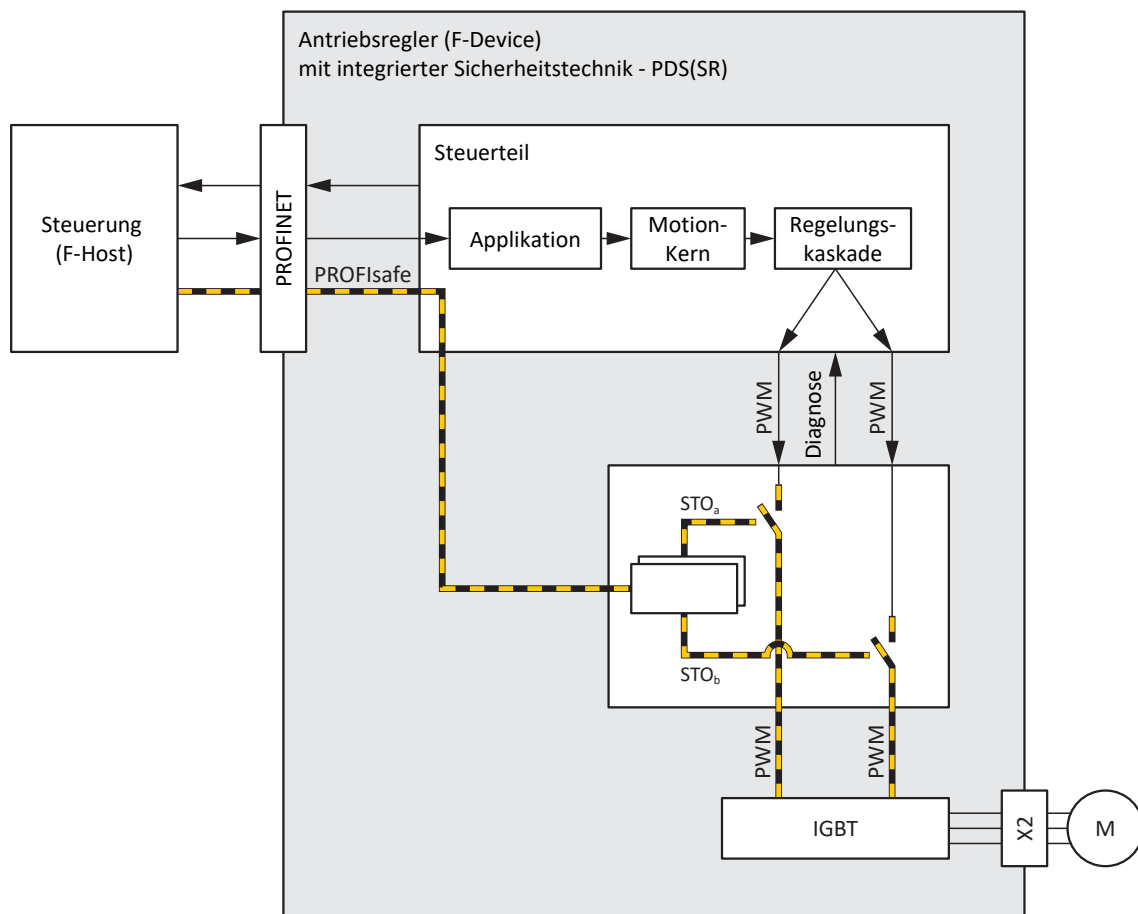 Antriebsregler (F-Device)
mit integrierter Sicherheitstechnik - PDS(SR)
Steuerung
(F-Host)
PROFINET
PROFIsafe
Steuerteil
Applikation
Motion-
Kern
Regelungs-
kaskade
PWM
Diagnose
PWM
STOa
STOb
PWM
PWM
IGBT
X2
M